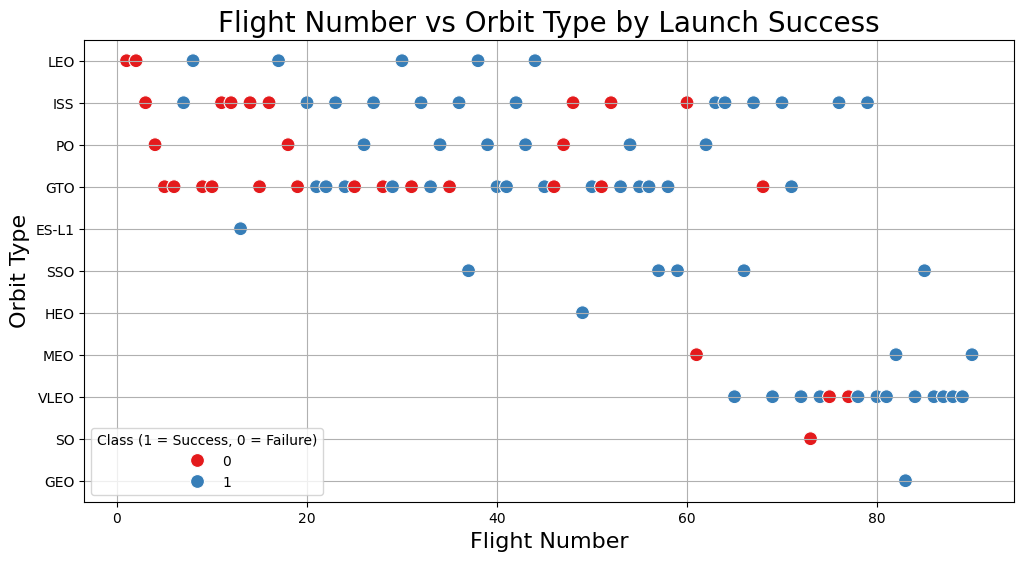 Flight Number vs Orbit Type by Launch Success
Orbit Type
LEO
ISS
PO
GTO
ES-L1
SSO
HEO
MEO
VLEO
SO
GEO
Class (1 = Success, 0 = Failure)
0
1
0 20 40 60 80
Flight Number